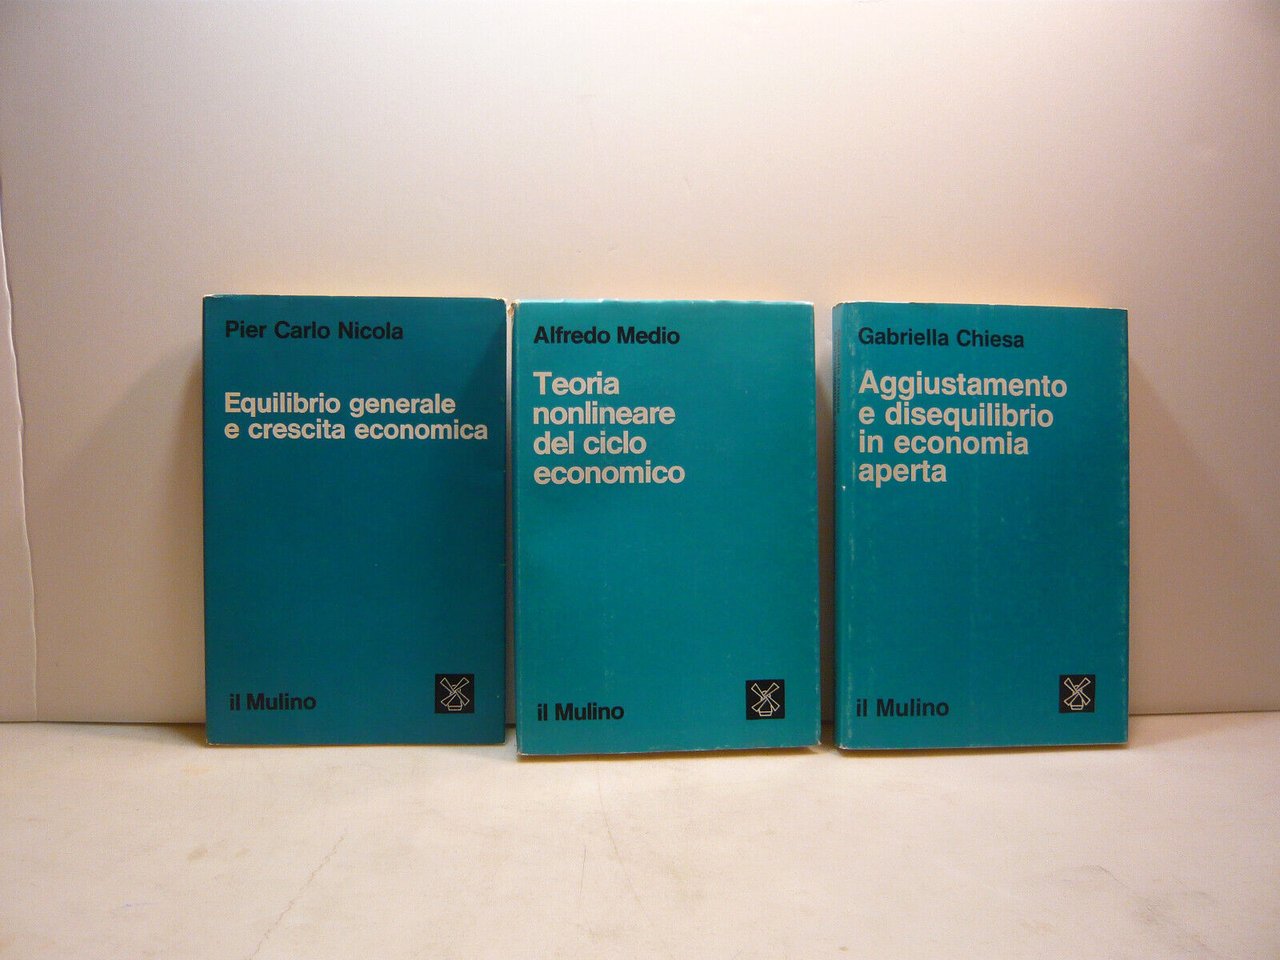 Pier Carlo Nicola
Equilibrio generale
e crescita economica
il Mulino
Alfredo Medio
Teoria
nonlineare
del ciclo
economico
il Mulino
Gabriella Chiesa
Aggiustamento
e disequilibrio
in economia
aperta
il Mulino